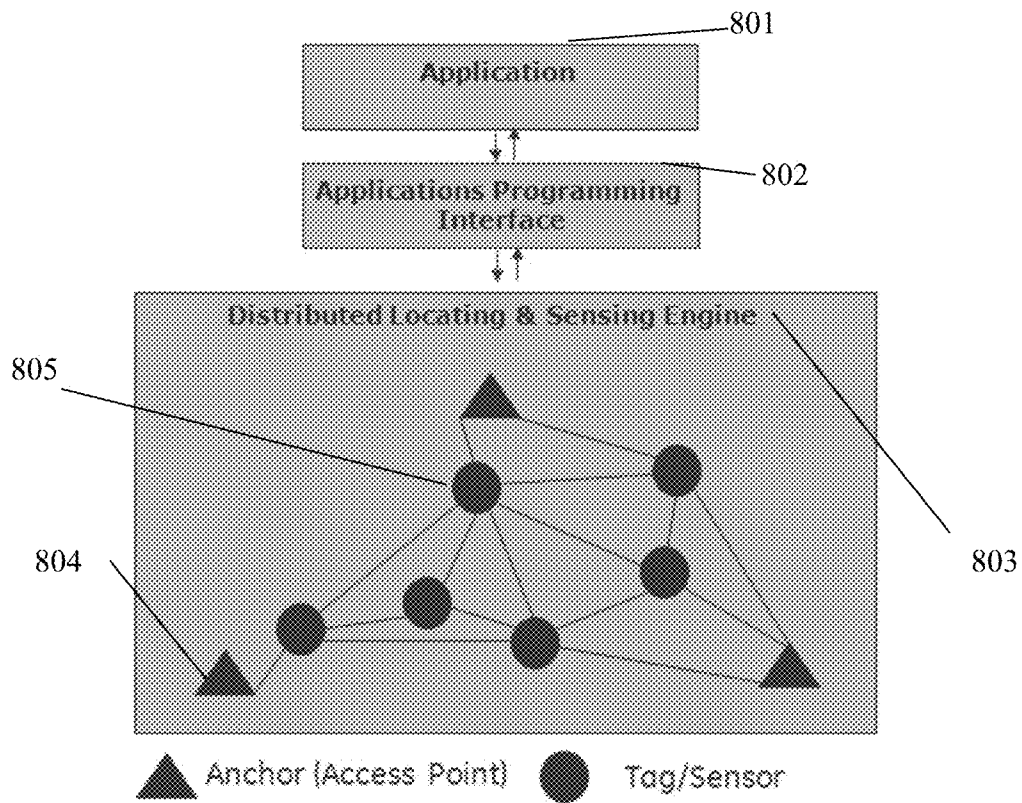 801
Application
802
Applications Programming
Interface
Distributed Locating & Sensing Engine
805
804
803
Anchor (Access Point)
Tag/Sensor